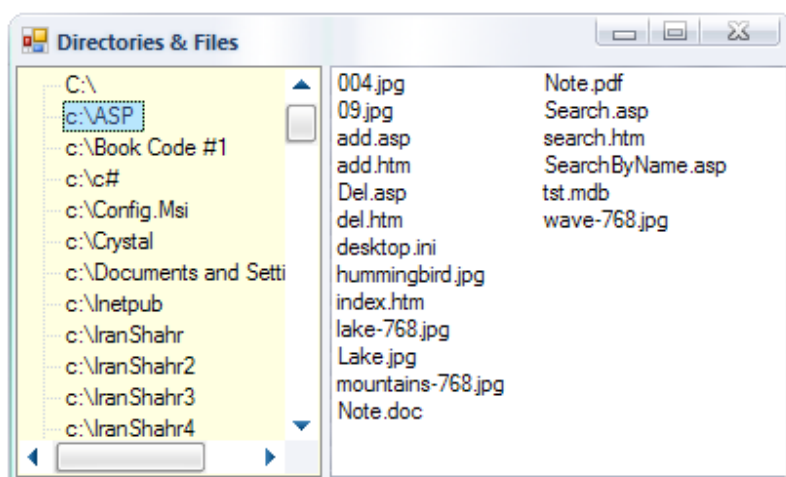 Directories & Files
C:\
c:\ASP
c:\Book Code #1
c:\c#
c:\Config.Msi
c:\Crystal
c:\Documents and Setti
c:\Inetpub
c:\IranShahr
c:\IranShahr2
c:\IranShahr3
c:\IranShahr4
004.jpg
09.jpg
add.asp
add.htm
Del.asp
del.htm
desktop.ini
hummingbird.jpg
index.htm
lake-768.jpg
Lake.jpg
mountains-768.jpg
Note.doc
Note.pdf
Search.asp
search.htm
SearchByName.asp
tst.mdb
wave-768.jpg